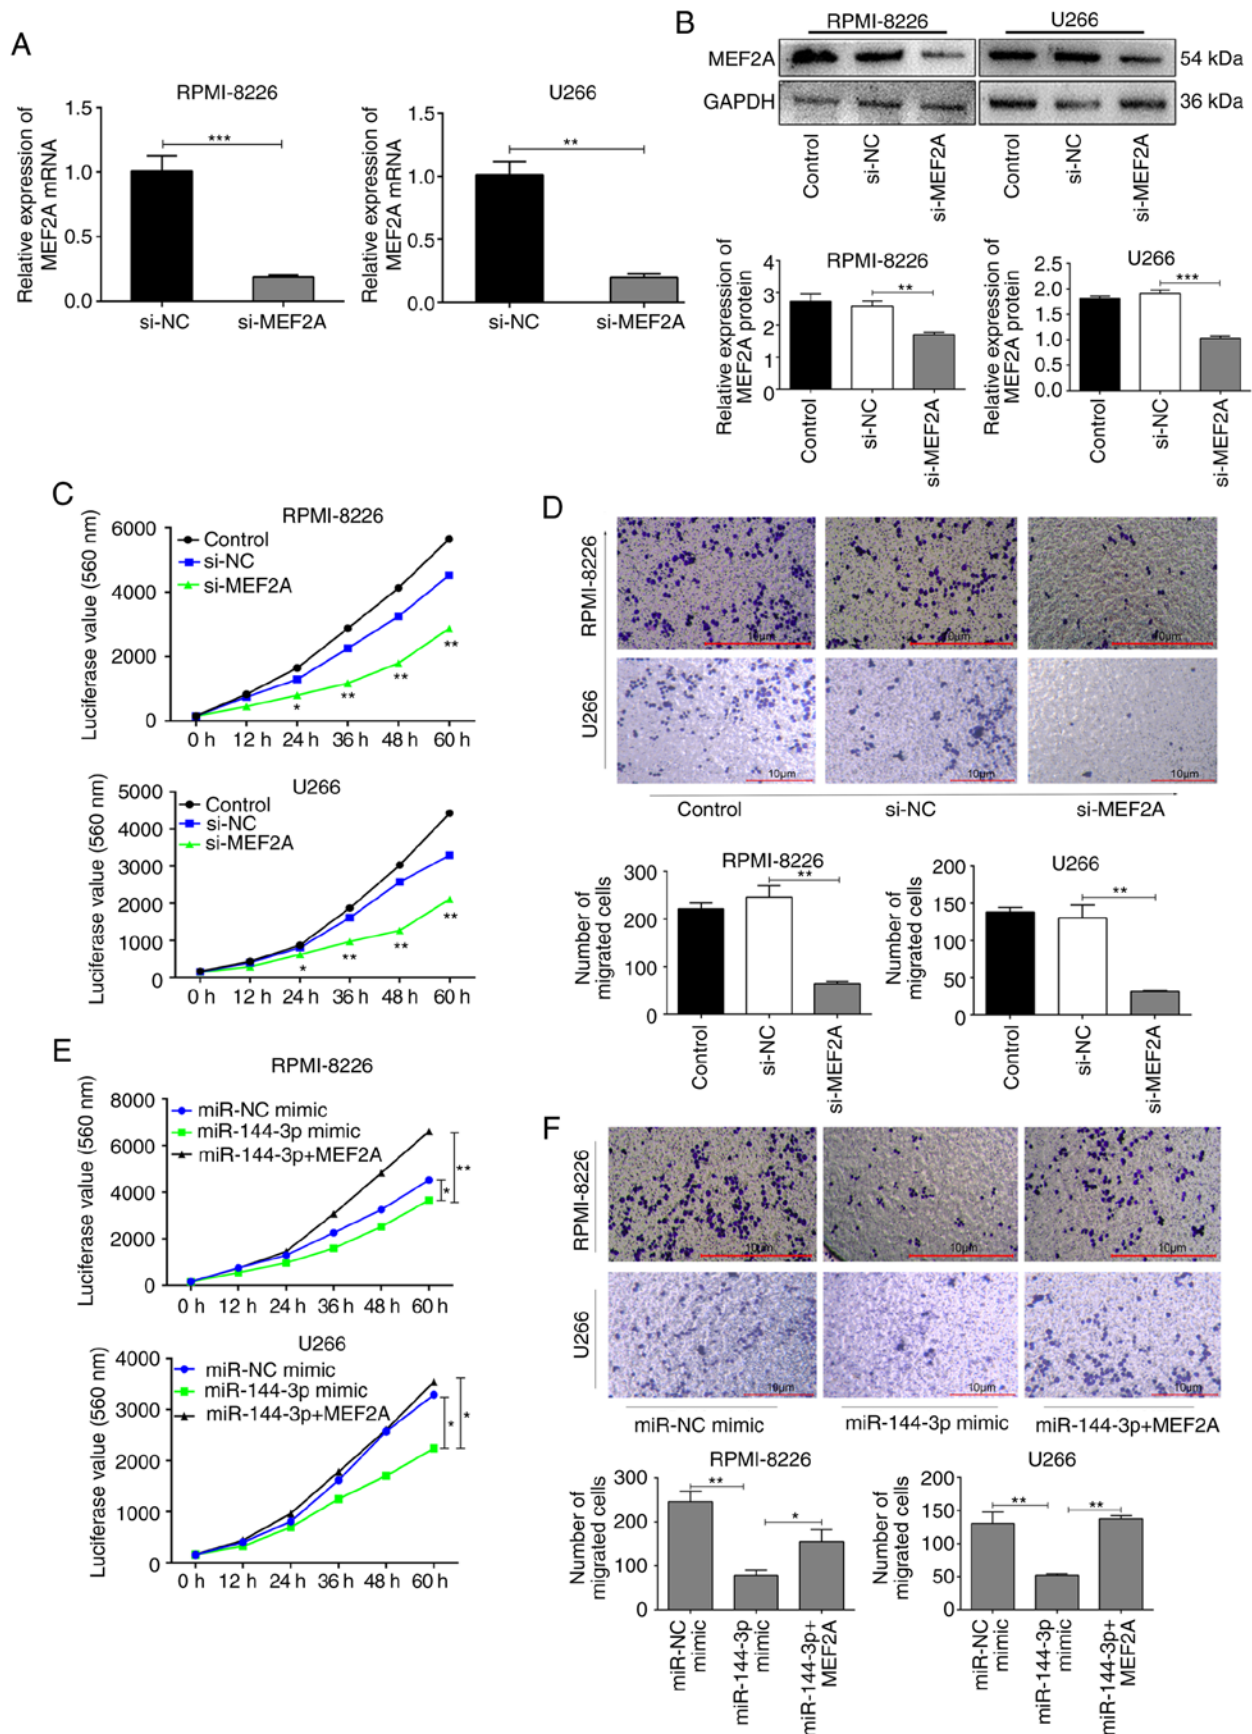 A
RPMI-8226
Relative expression of
MEF2A mRNA
1.5
1.0
0.5
0.0
***
si-NC
si-MEF2A
U266
Relative expression of
MEF2A mRNA
1.5
1.0
0.5
0.0
**
si-NC
si-MEF2A
B
RPMI-8226
U266
MEF2A
54 kDa
GAPDH
36 kDa
Control
si-NC
si-MEF2A
Control
si-NC
si-MEF2A
RPMI-8226
Relative expression of
MEF2A protein
4
3
2
1
0
**
Control
si-NC
si-MEF2A
U266
Relative expression of
MEF2A protein
2.5
2.0
1.5
1.0
0.5
0.0
***
Control
si-NC
si-MEF2A
C
RPMI-8226
Luciferase value (560 nm)
6000
4000
2000
0
Control
si-NC
si-MEF2A
*
**
**
**
0 h 12 h 24 h 36 h 48 h 60 h
U266
Luciferase value (560 nm)
5000
4000
3000
2000
1000
0
Control
si-NC
si-MEF2A
*
**
**
**
0 h 12 h 24 h 36 h 48 h 60 h
D
RPMI-8226
10µm
10µm
10µm
U266
10µm
10µm
10µm
Control
si-NC
si-MEF2A
RPMI-8226
Number of
migrated cells
300
200
100
0
**
Control
si-NC
si-MEF2A
U266
Number of
migrated cells
200
150
100
50
0
**
Control
si-NC
si-MEF2A
E
RPMI-8226
Luciferase value (560 nm)
8000
6000
4000
2000
0
miR-NC mimic
miR-144-3p mimic
miR-144-3p+MEF2A
*
**
0 h 12 h 24 h 36 h 48 h 60 h
U266
Luciferase value (560 nm)
4000
3000
2000
1000
0
miR-NC mimic
miR-144-3p mimic
miR-144-3p+MEF2A
*
*
0 h 12 h 24 h 36 h 48 h 60 h
F
RPMI-8226
10µm
10µm
10µm
U266
10µm
10µm
10µm
miR-NC mimic
miR-144-3p mimic
miR-144-3p+MEF2A
RPMI-8226
Number of
migrated cells
300
200
100
0
**
*
miR-NC
mimic
miR-144-3p
mimic
miR-144-3p+
MEF2A
U266
Number of
migrated cells
200
150
100
50
0
**
**
miR-NC
mimic
miR-144-3p
mimic
miR-144-3p+
MEF2A